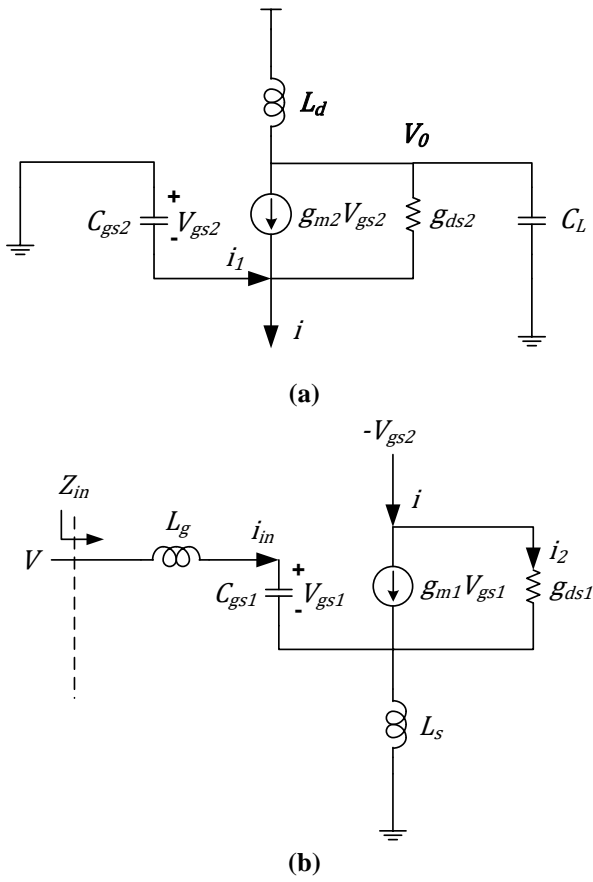 L_d
V_0
+
C_gs2
V_gs2
-
g_m2V_gs2
g_ds2
C_L
i_1
i
(a)
-V_gs2
Z_in
i
L_g
i_in
i_2
V
+
C_gs1
V_gs1
-
g_m1V_gs1
g_ds1
L_s
(b)